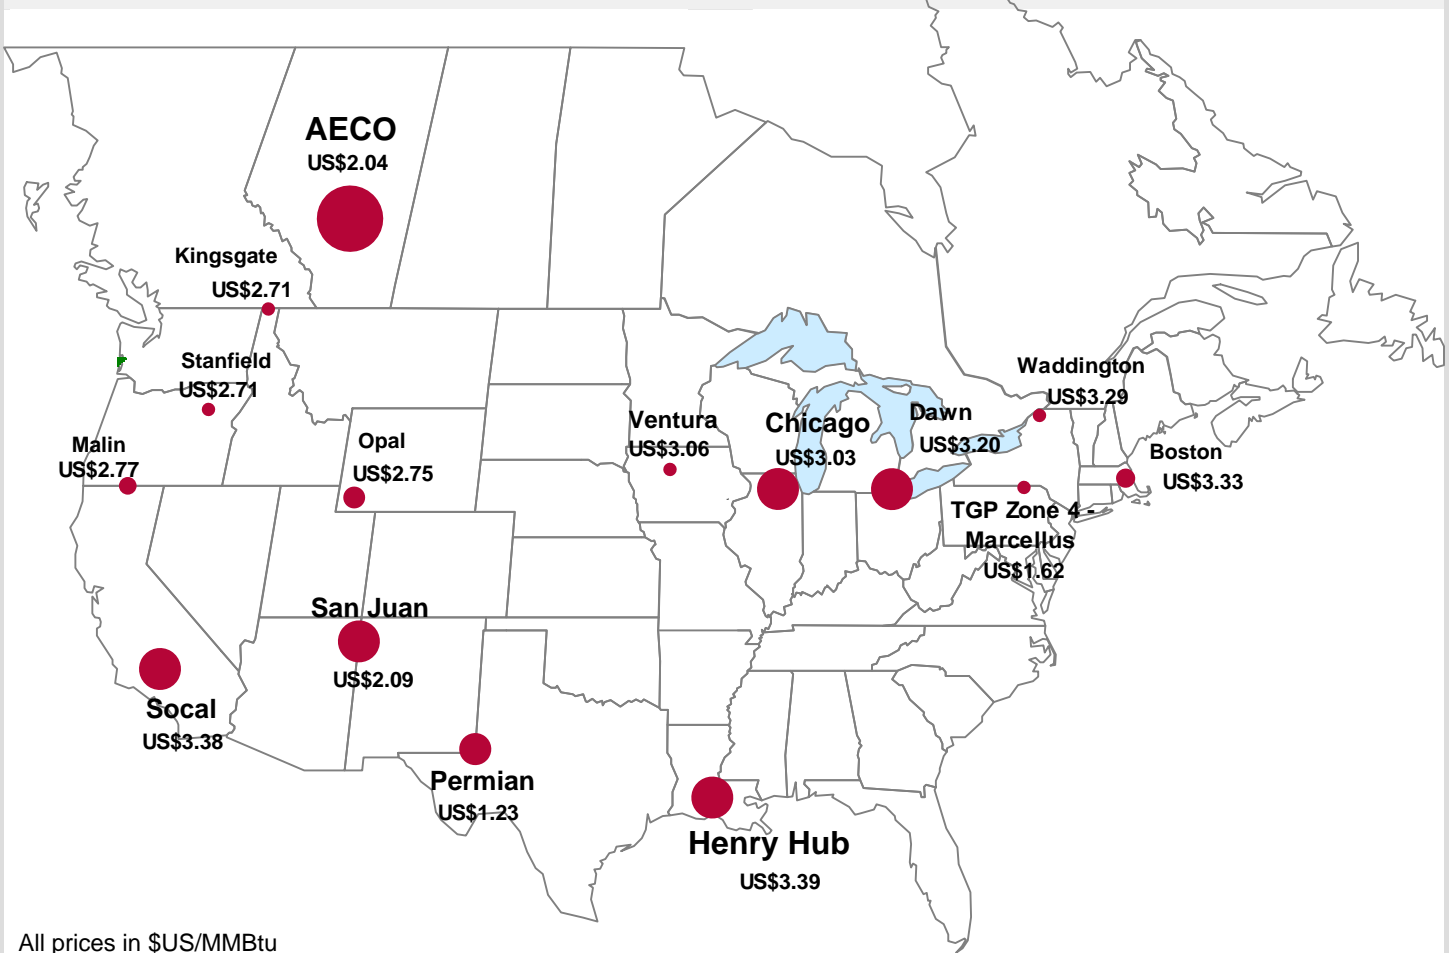 AECO
US$2.04
Kingsgate
US$2.71
Stanfield
US$2.71
Malin
US$2.77
Opal
US$2.75
Ventura
US$3.06
Chicago
US$3.03
Dawn
US$3.20
Waddington
US$3.29
Boston
US$3.33
TGP Zone 4 -
Marcellus
US$1.62
San Juan
US$2.09
Socal
US$3.38
Permian
US$1.23
Henry Hub
US$3.39
All prices in $US/MMBtu